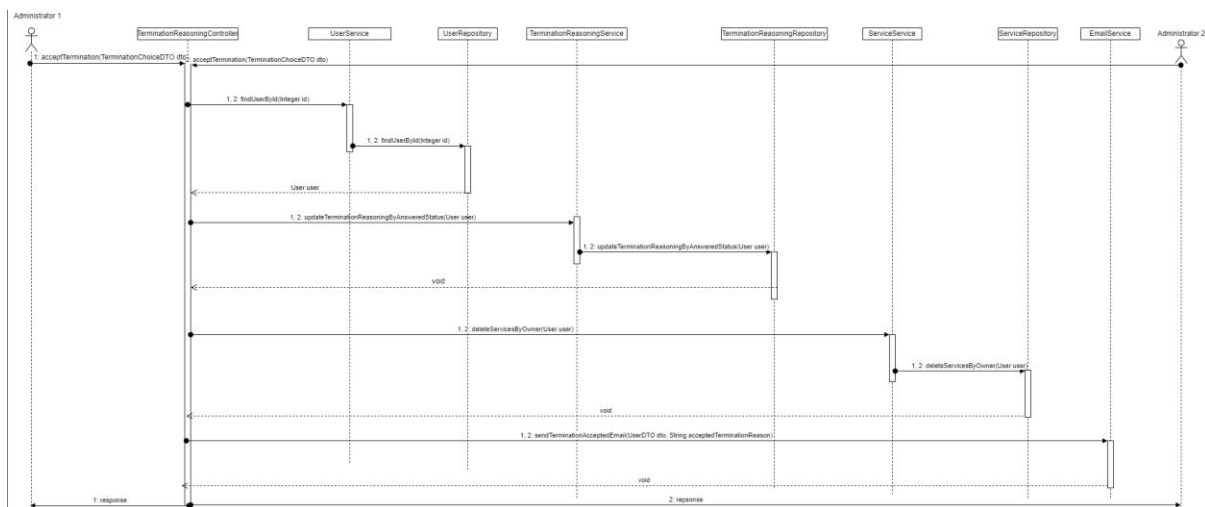 Administrator 1
TerminationReasoningController
UserService
UserRepository
TerminationReasoningService
TerminationReasoningRepository
ServiceService
ServiceRepository
EmailService
Administrator 2
1: acceptTermination(TerminationChoiceDTO dto)
2: acceptTermination(TerminationChoiceDTO dto)
1, 2: findUserById(Integer id)
1, 2: findUserById(Integer id)
User user
1, 2: updateTerminationReasoningByAnsweredStatus(User user)
1, 2: updateTerminationReasoningByAnsweredStatus(User user)
void
1, 2: deleteServicesByOwner(User user)
1, 2: deleteServicesByOwner(User user)
void
1, 2: sendTerminationAcceptedEmail(UserDTO dto, String acceptedTerminationReason)
void
1: response
2: repsonse